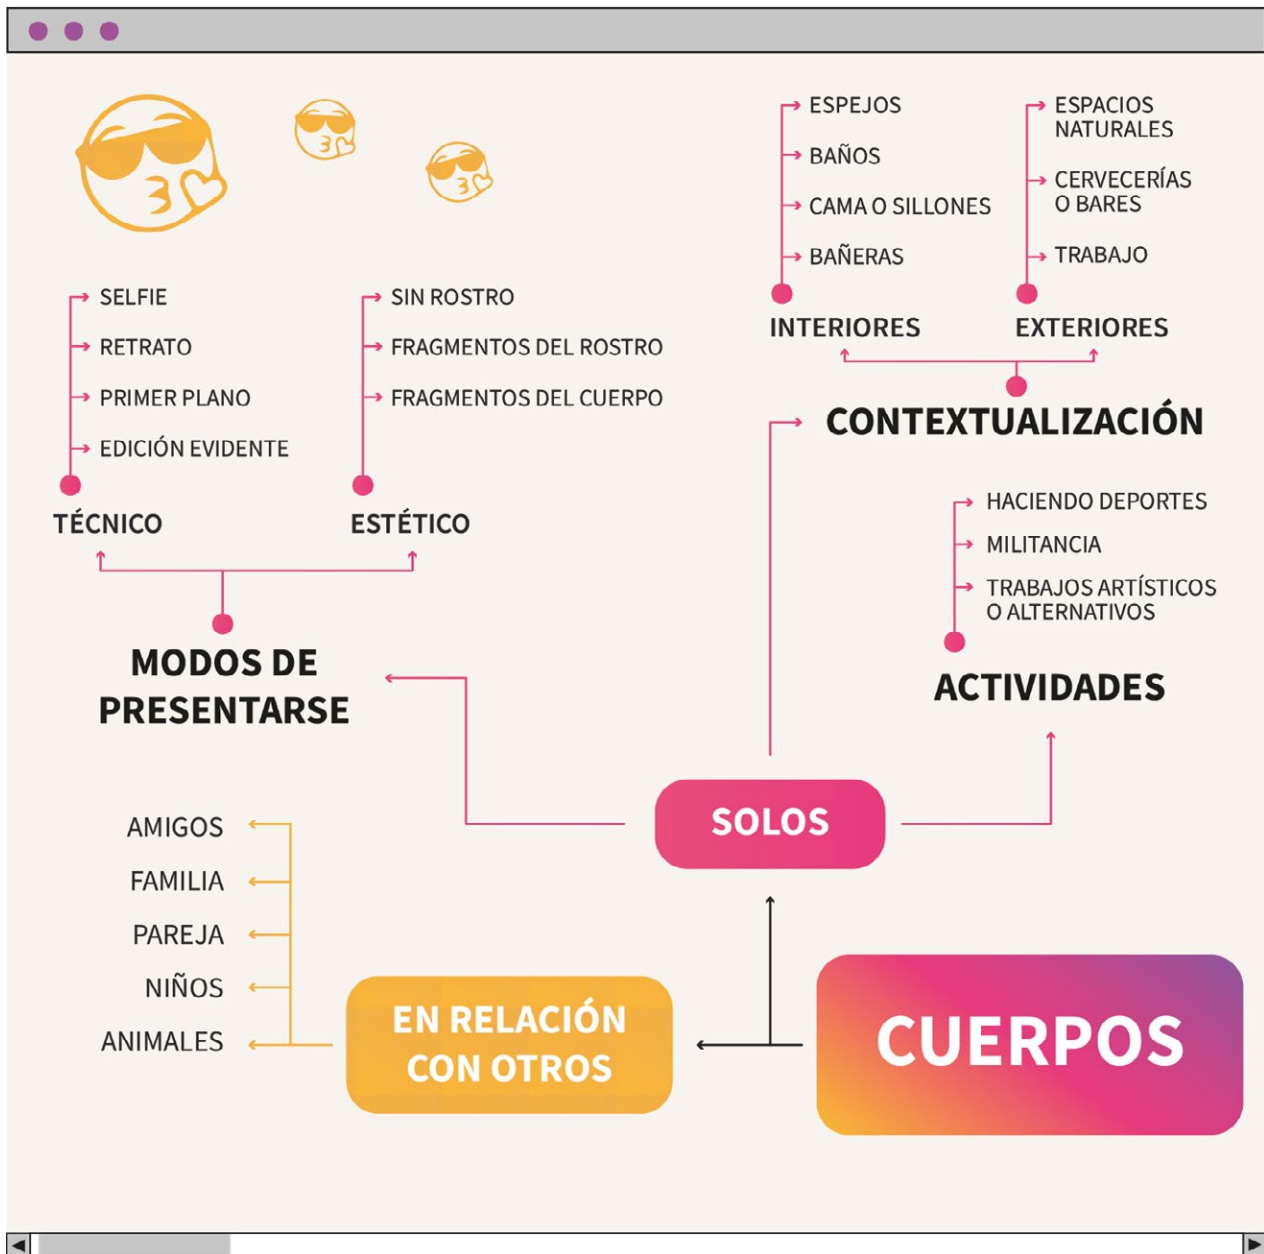 ESPEJOS
BAÑOS
CAMA O SILLONES
BAÑERAS
INTERIORES
ESPACIOS
NATURALES
CERVECERÍAS
O BARES
TRABAJO
EXTERIORES
CONTEXTUALIZACIÓN
SELFIE
RETRATO
PRIMER PLANO
EDICIÓN EVIDENTE
TÉCNICO
SIN ROSTRO
FRAGMENTOS DEL ROSTRO
FRAGMENTOS DEL CUERPO
ESTÉTICO
MODOS DE
PRESENTARSE
HACIENDO DEPORTES
MILITANCIA
TRABAJOS ARTÍSTICOS
O ALTERNATIVOS
ACTIVIDADES
SOLOS
AMIGOS
FAMILIA
PAREJA
NIÑOS
ANIMALES
EN RELACIÓN
CON OTROS
CUERPOS